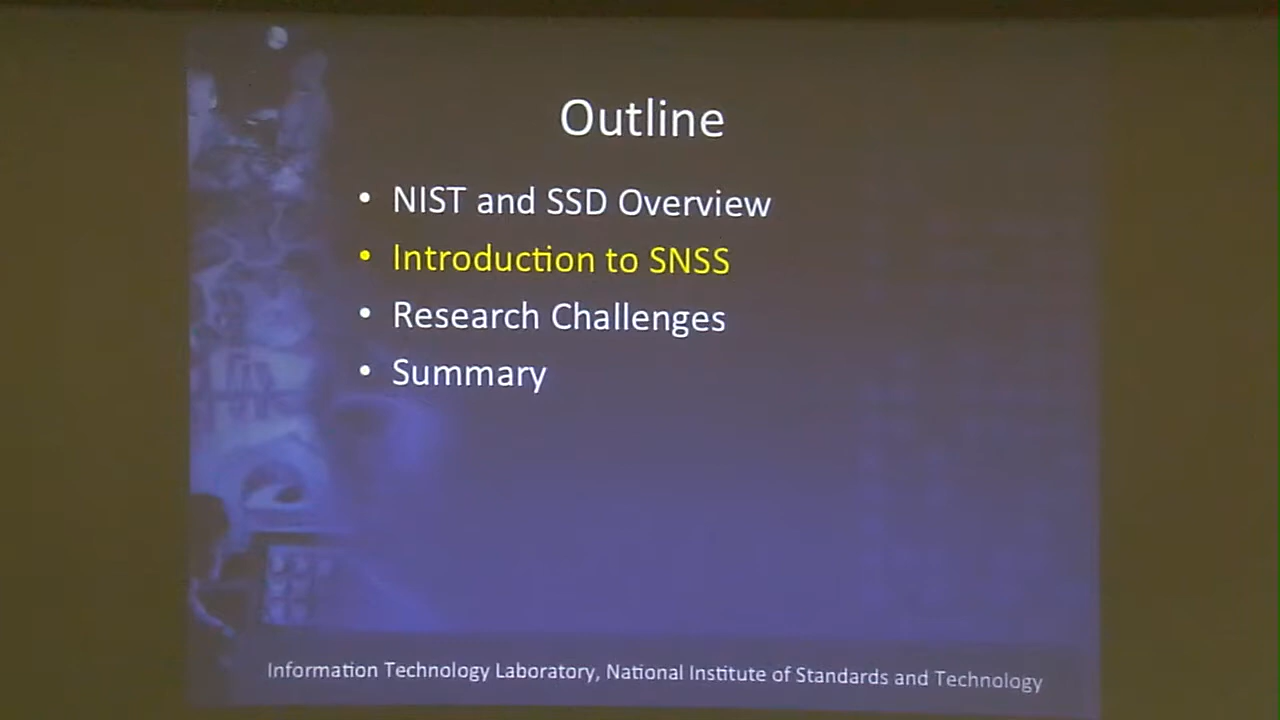 Outline
• NIST and SSD Overview
• Introduction to SNSS
• Research Challenges
• Summary
Information Technology Laboratory, National Institute of Standards and Technology